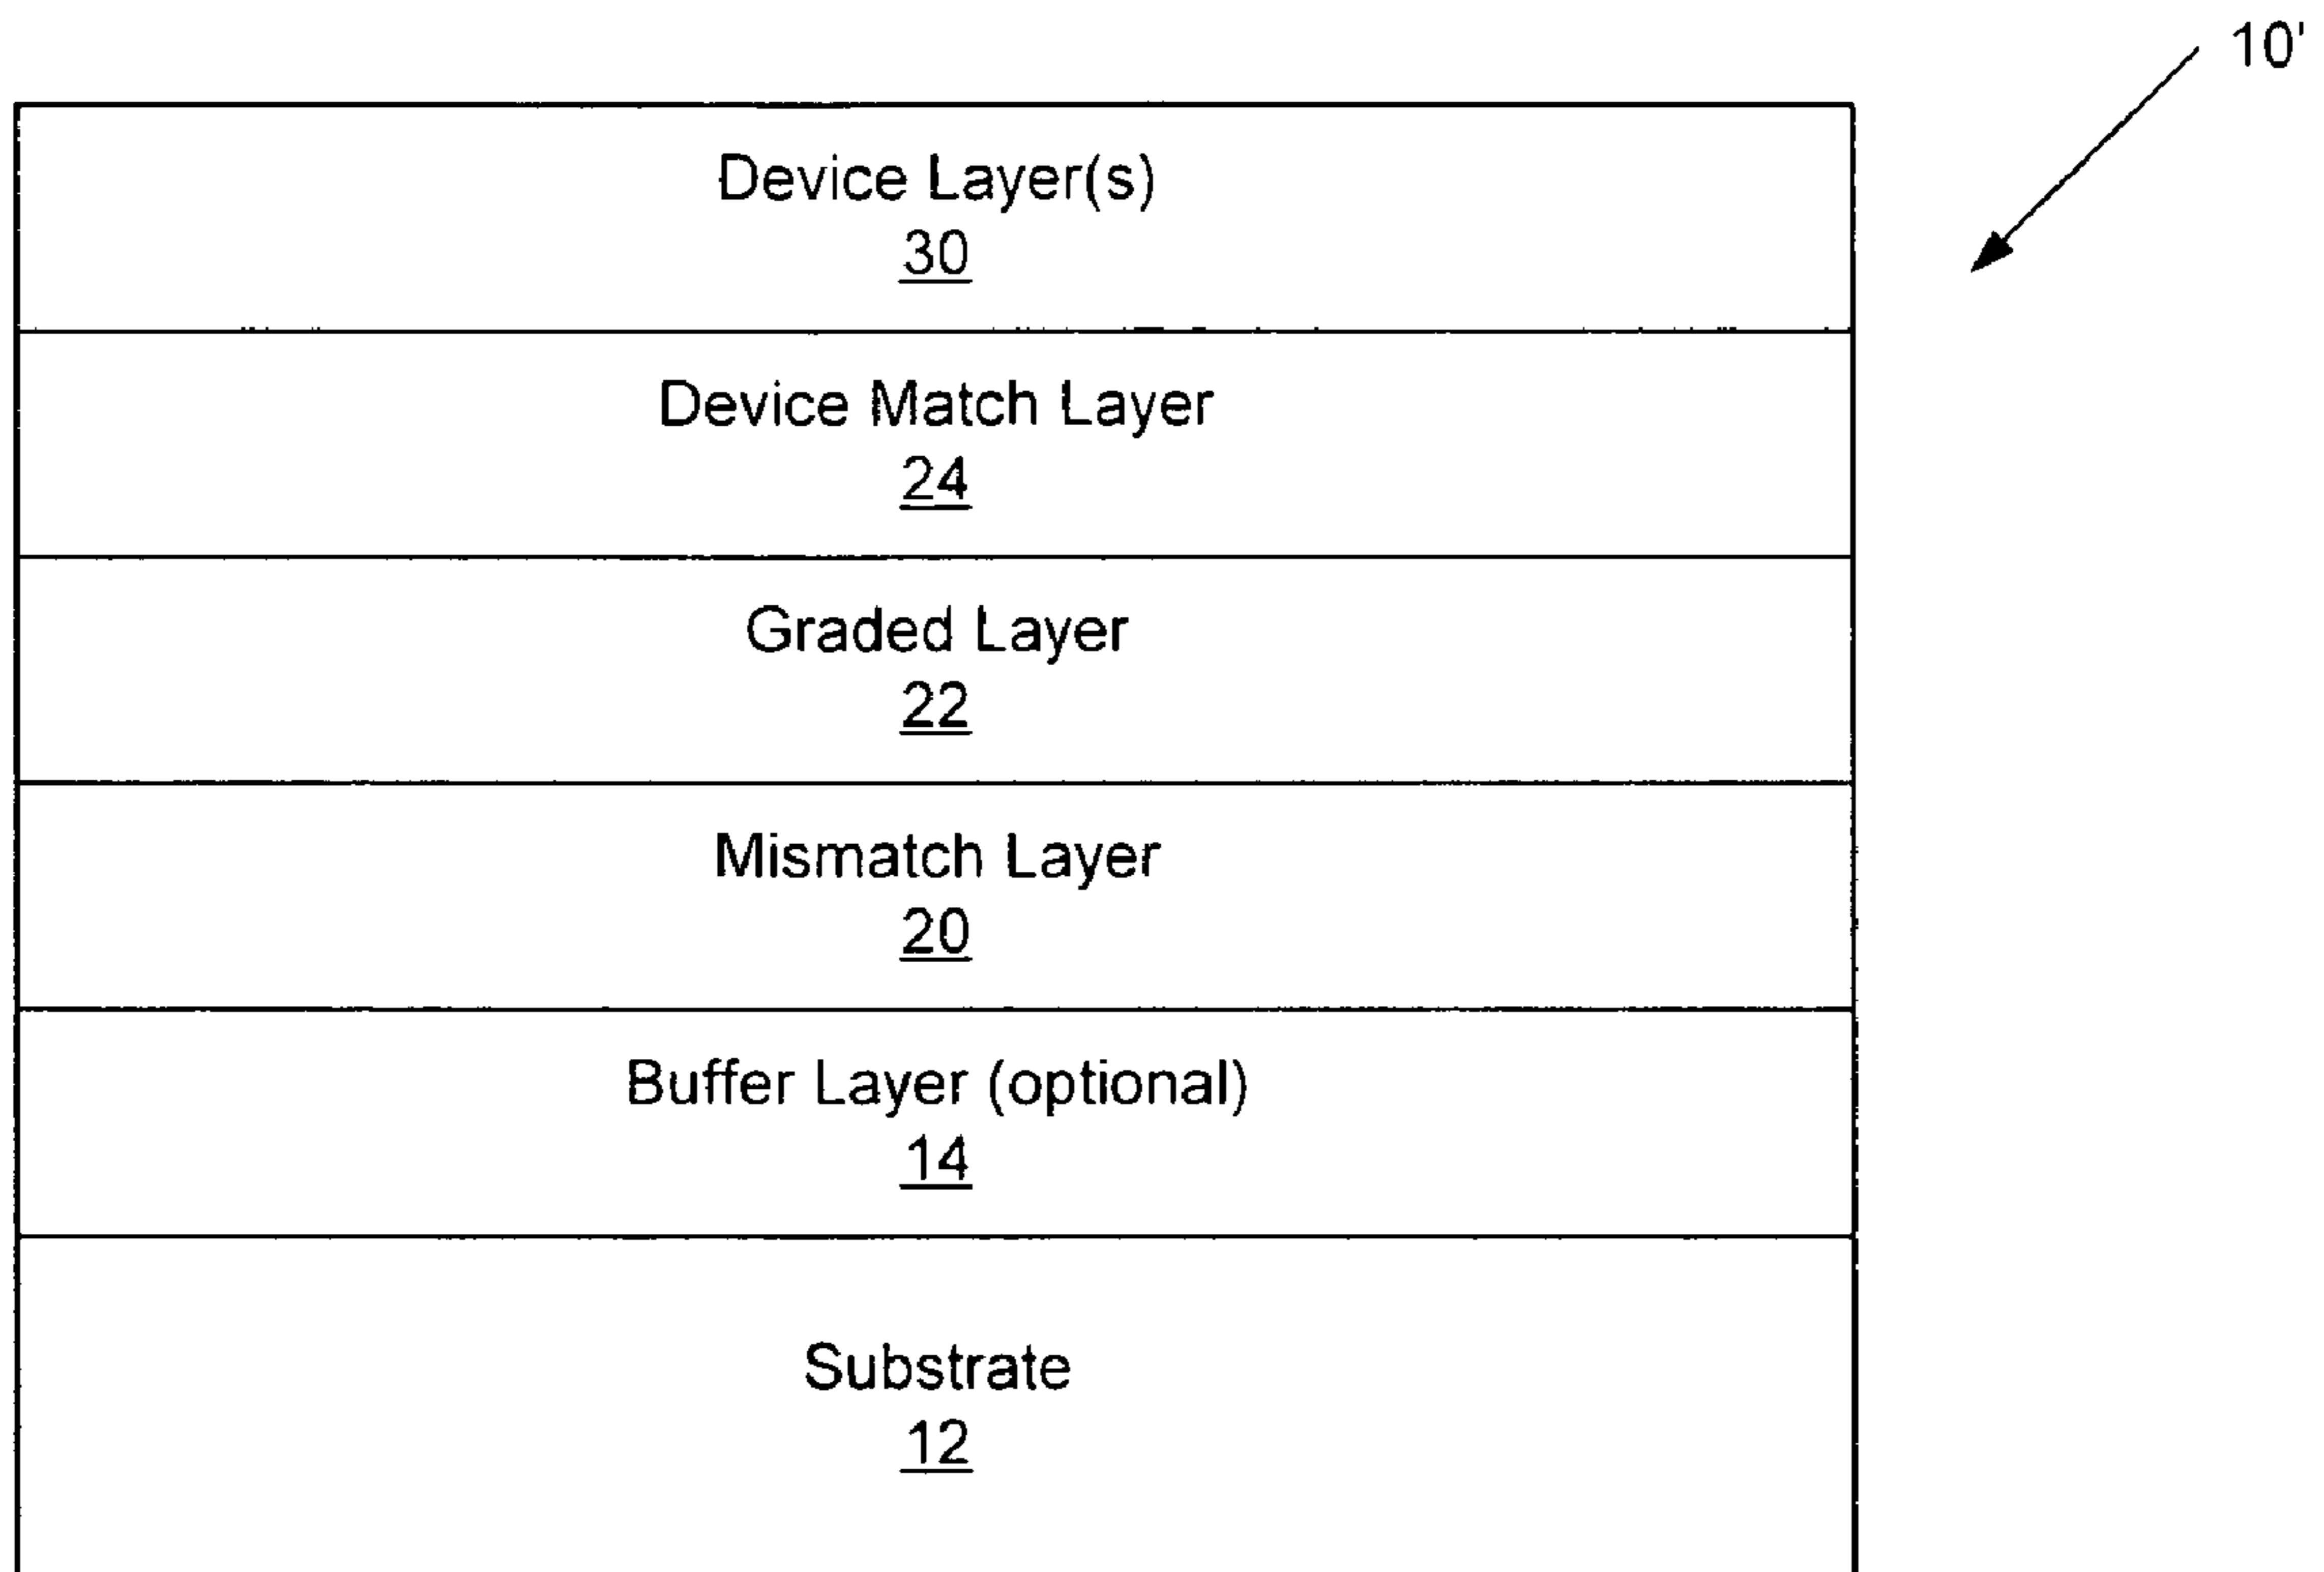 10'
Device Layer(s)
30
Device Match Layer
24
Graded Layer
22
Mismatch Layer
20
Buffer Layer (optional)
14
Substrate
12